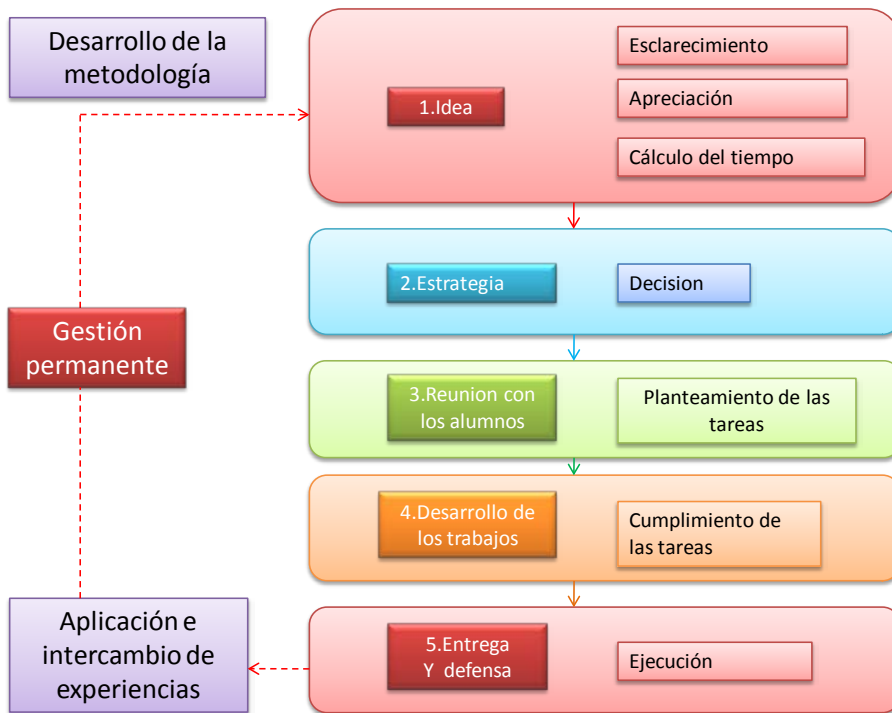 Desarrollo de la
metodología
1.Idea
Esclarecimiento
Apreciación
Cálculo del tiempo
2.Estrategia
Decision
Gestión
permanente
3.Reunion con
los alumnos
Planteamiento de las
tareas
4.Desarrollo de
los trabajos
Cumplimiento de
las tareas
Aplicación e
intercambio de
experiencias
5.Entrega
Y defensa
Ejecución